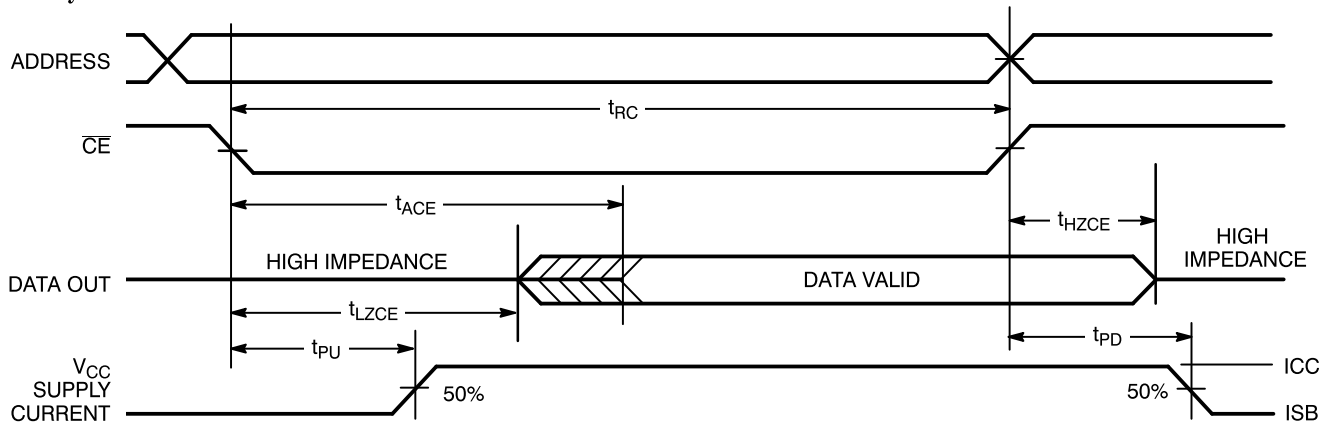 ADDRESS
tRC
CE
tACE
tHZCE
HIGH
IMPEDANCE
HIGH IMPEDANCE
DATA OUT
DATA VALID
tLZCE
tPU
tPD
VCC
SUPPLY
CURRENT
50%
50%
ICC
ISB